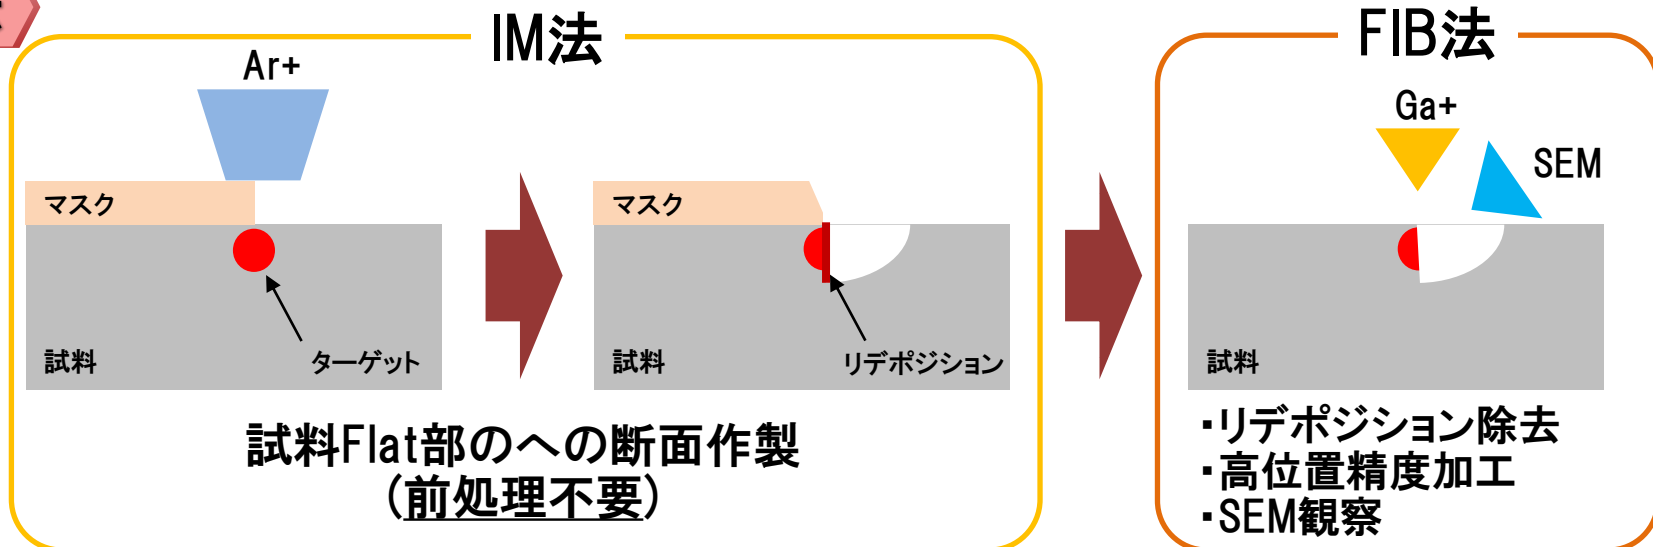 IM法
Ar+
マスク
試料
ターゲット
マスク
試料
リデポジション
試料Flat部のへの断面作製
(前処理不要)
FIB法
Ga+
SEM
試料
・リデポジション除去
・高位置精度加工
・SEM観察